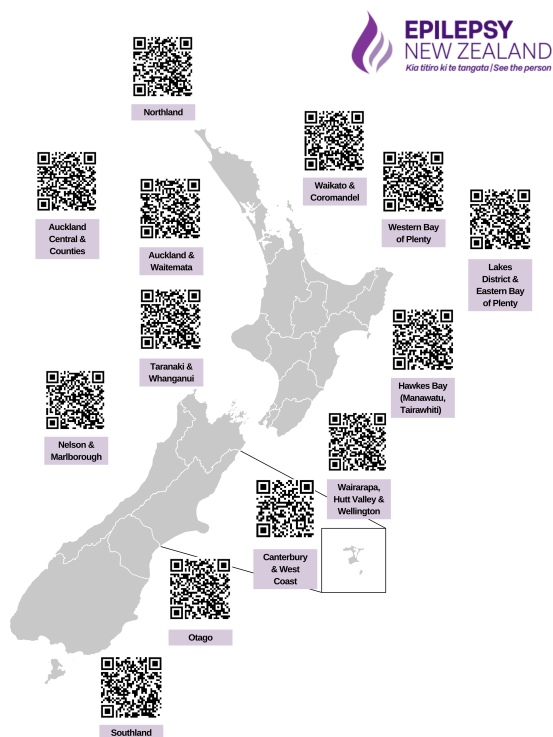 EPILEPSY
NEW ZEALAND
Kia titiro ki te tangata | See the person
Northland
Waikato &
Coromandel
Auckland
Central &
Counties
Western Bay
of Plenty
Auckland &
Waitemata
Lakes
District &
Eastern Bay
of Plenty
Taranaki &
Whanganui
Hawkes Bay
(Manawatu,
Tairawhiti)
Nelson &
Marlborough
Wairarapa,
Hutt Valley &
Wellington
Canterbury
& West
Coast
Otago
Southland